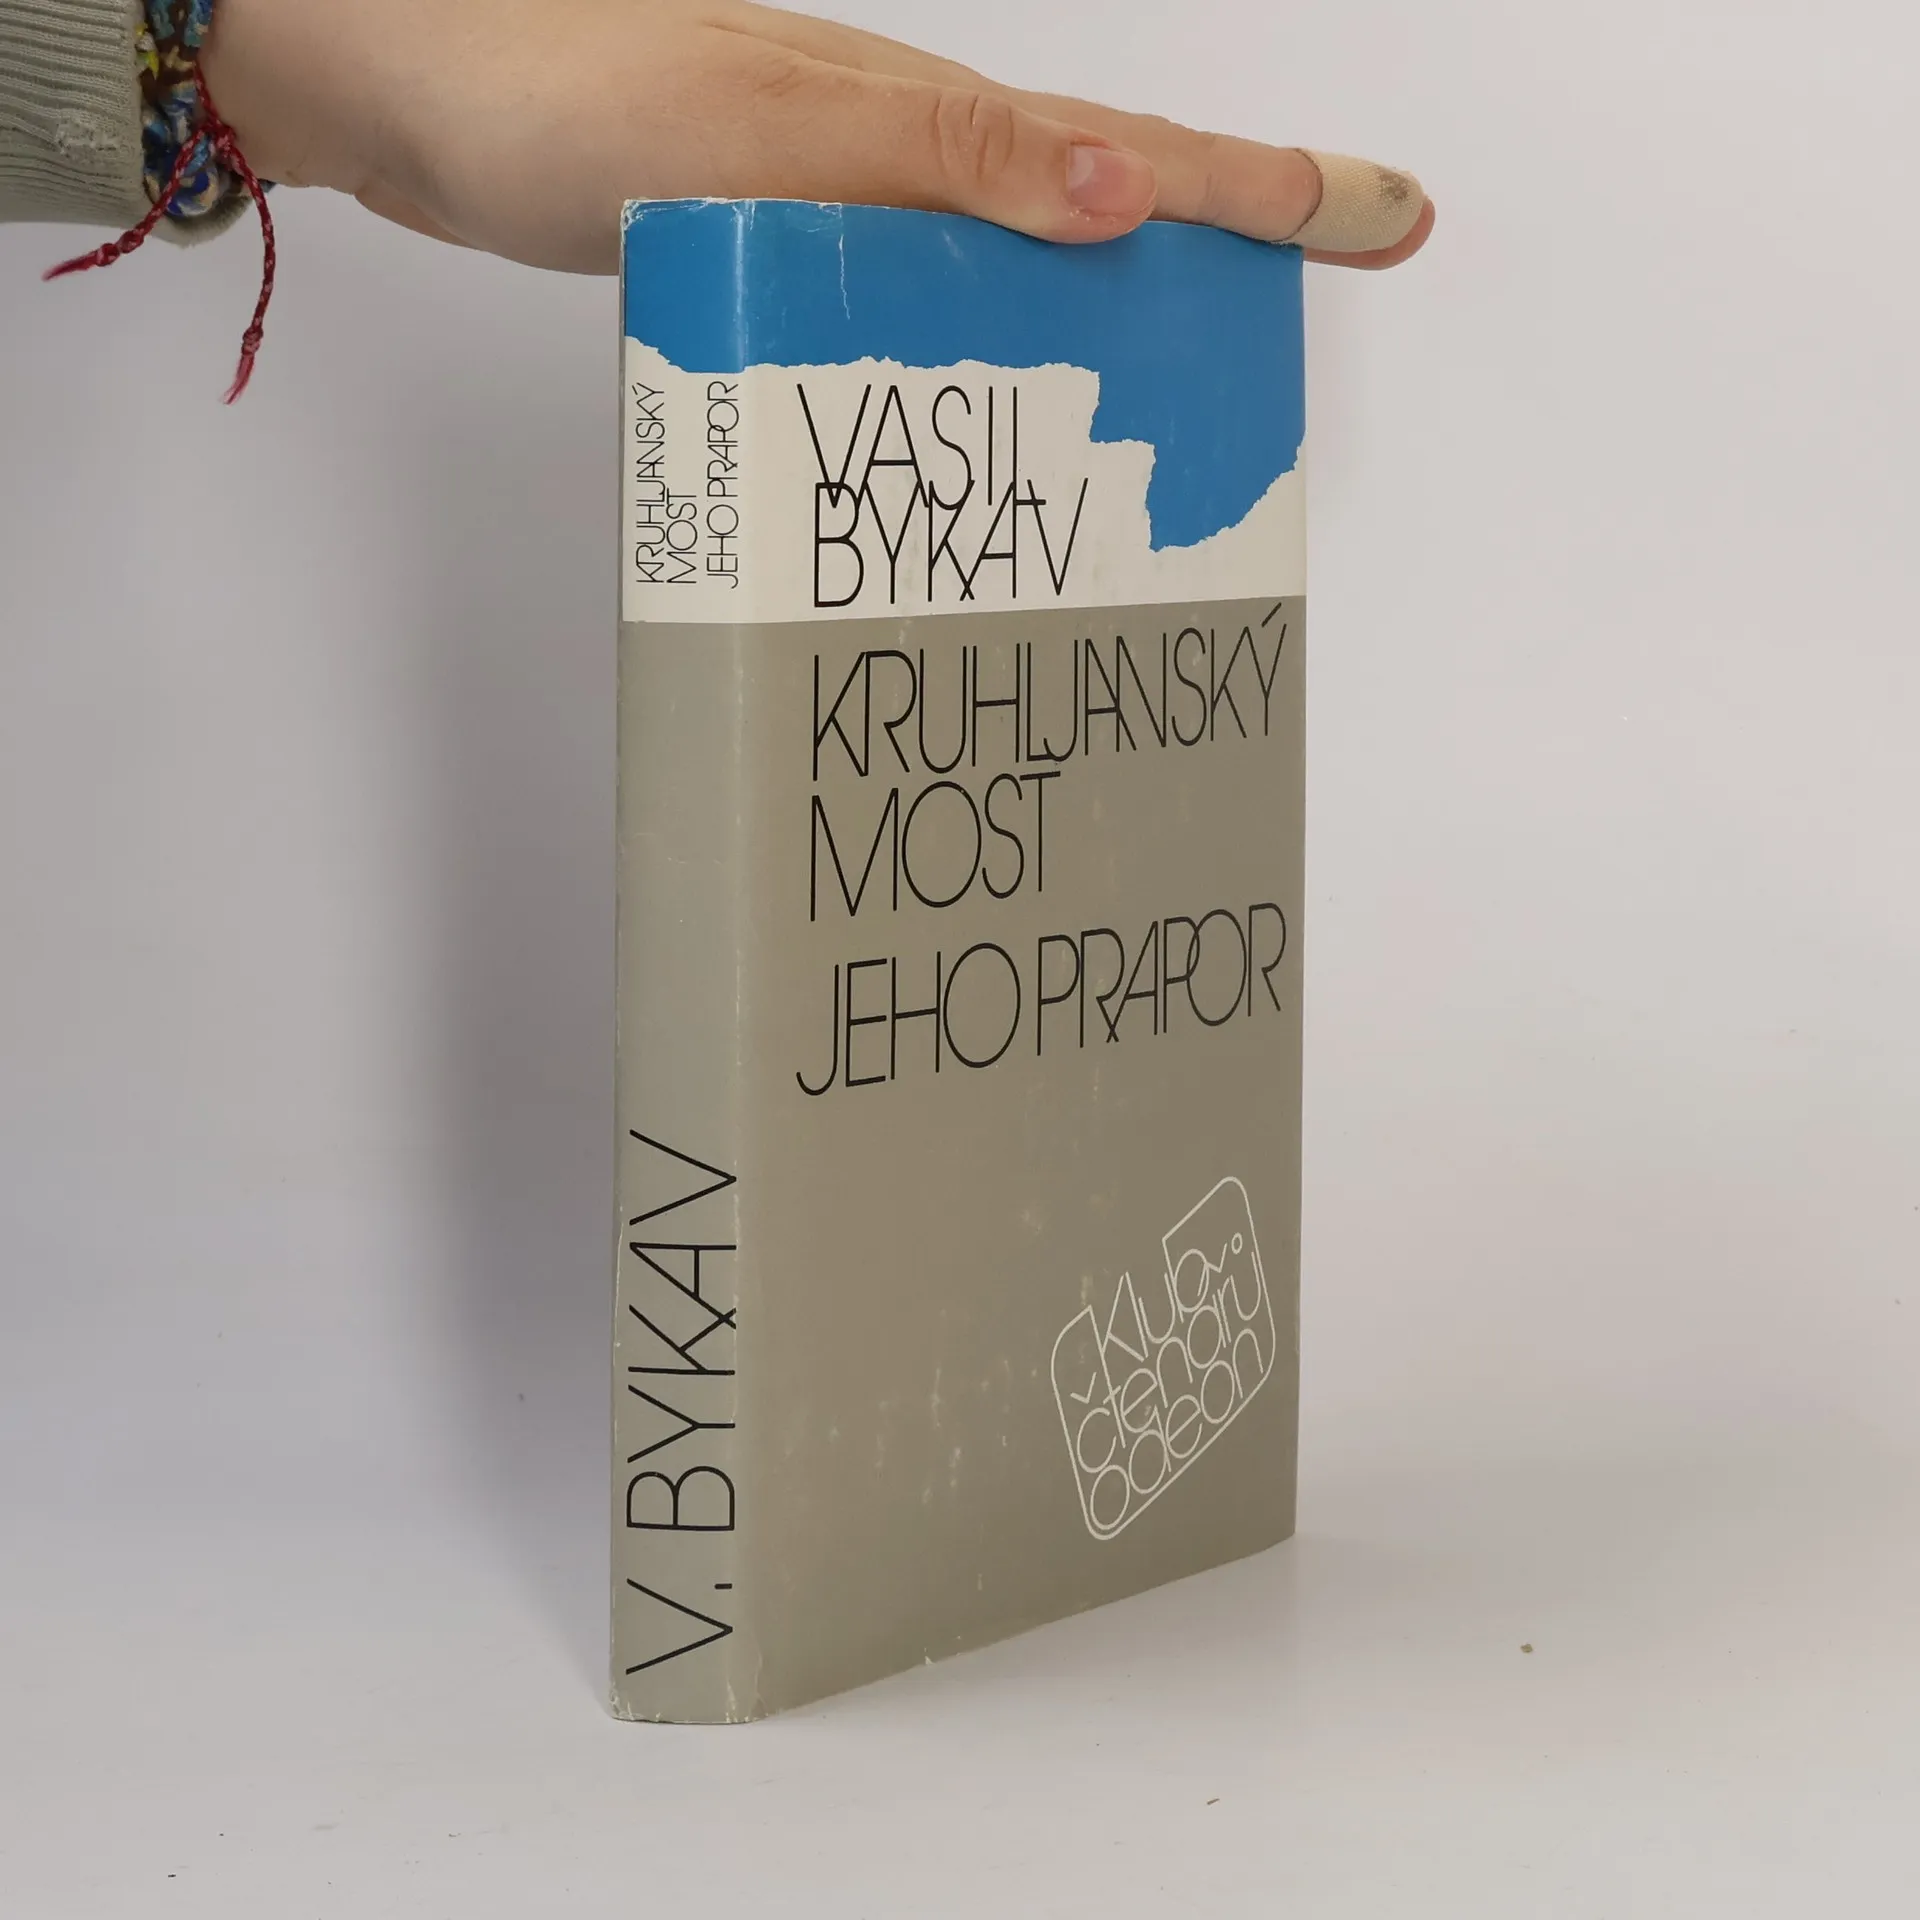 KRUHLJANSKÝ
MOST
JEHO PRAPOR
V. BYKAV
VASIL
BYKAV
KRUHLJANSKÝ
MOST
JEHO PRAPOR
klub
čtenářů
odeon